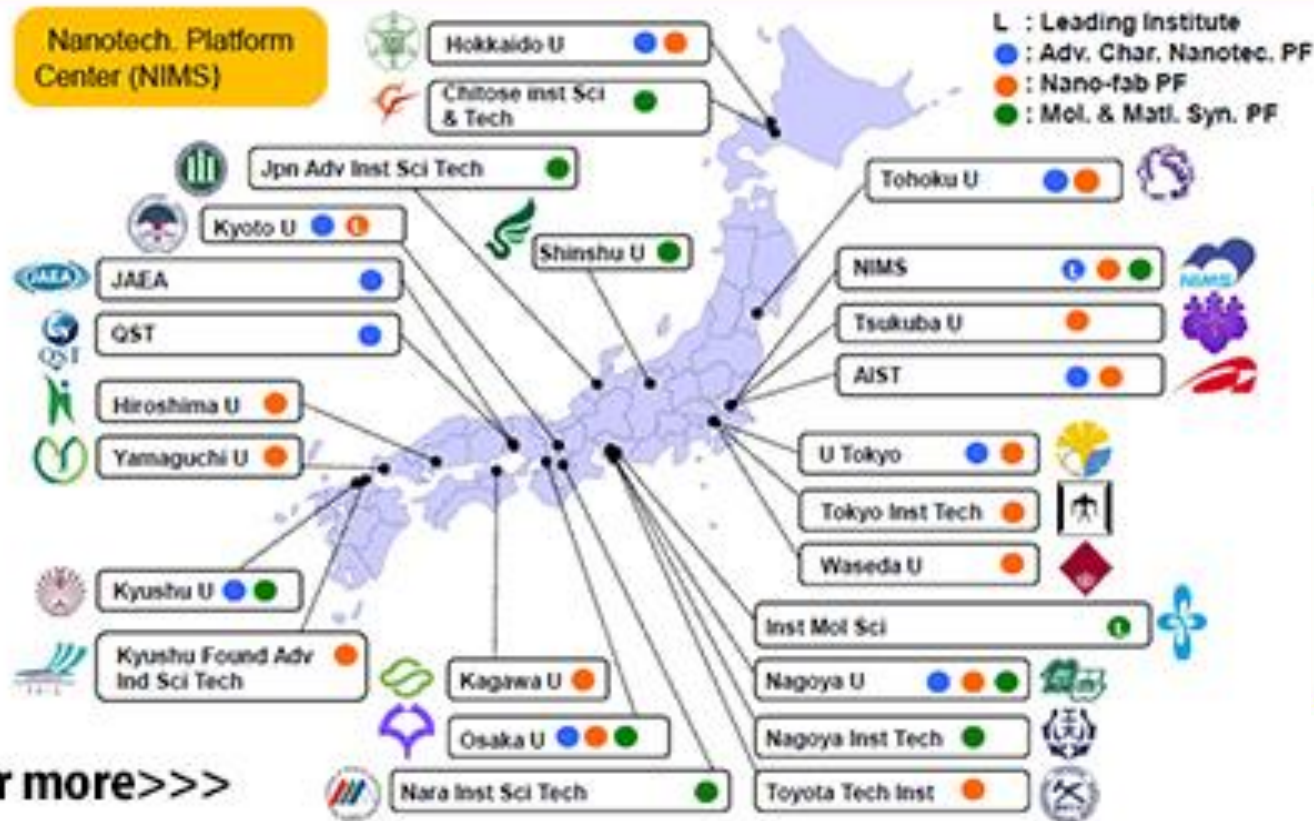 Nanotech. Platform
Center (NIMS)
L : Leading Institute
: Adv. Char. Nanotec. PF
: Nano-fab PF
: Mol. & Matl. Syn. PF
Hokkaido U
Chitose inst Sci
& Tech
Jpn Adv Inst Sci Tech
Kyoto U L
Shinshu U
JAEA JAEA
QST QST
Hiroshima U
Yamaguchi U
Tohoku U
NIMS L NIMS
Tsukuba U
AIST
U Tokyo
Tokyo Inst Tech
Waseda U
Inst Mol Sci L
Kyushu U
Kyushu Found Adv
Ind Sci Tech
Kagawa U
Osaka U
Nara Inst Sci Tech
Nagoya U
Nagoya Inst Tech
Toyota Tech Inst
r more>>>